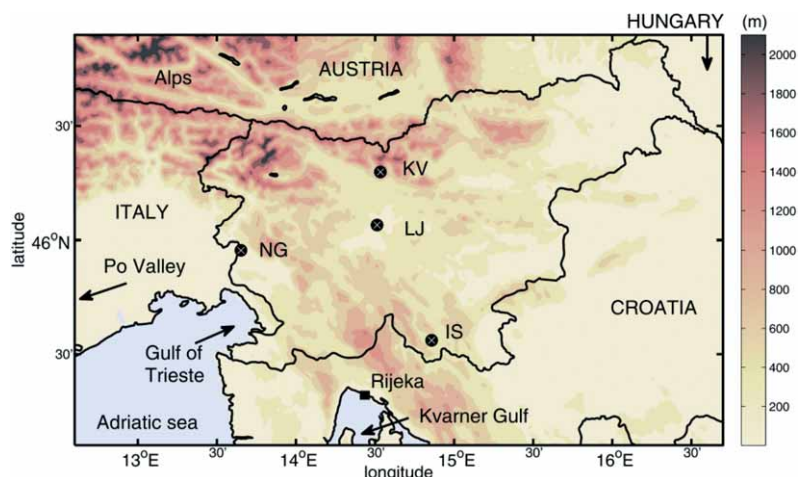 HUNGARY
(m)
Alps
AUSTRIA
2000
1800
1600
1400
1200
1000
800
600
400
200
30'
46°N
30'
latitude
KV
LJ
NG
IS
ITALY
Po Valley
CROATIA
Gulf of
Trieste
Rijeka
Adriatic sea
Kvarner Gulf
13°E
30'
14°E
30'
15°E
30'
16°E
30'
longitude